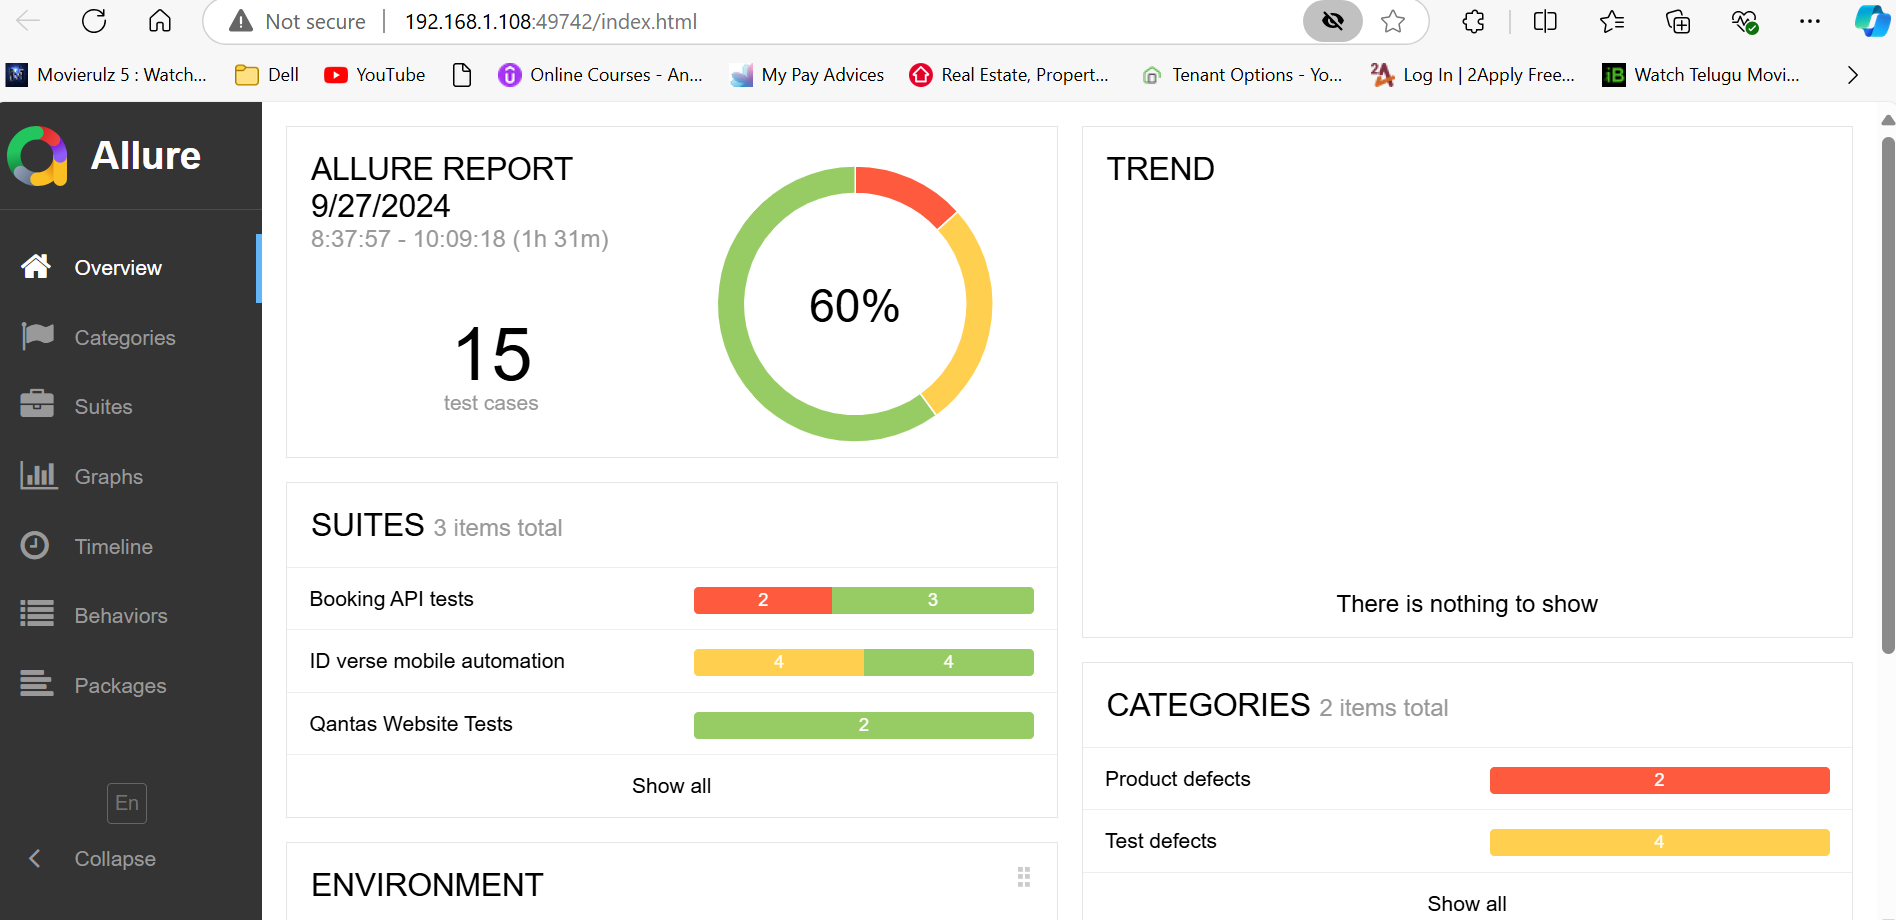 Not secure
192.168.1.108:49742/index.html
Movierulz 5 : Watch...
Dell
YouTube
Online Courses - An...
My Pay Advices
Real Estate, Propert...
Tenant Options - Yo...
Log In | 2Apply Free...
iB
Watch Telugu Movi...
Allure
Overview
Categories
Suites
Graphs
Timeline
Behaviors
Packages
En
Collapse
ALLURE REPORT
9/27/2024
8:37:57 - 10:09:18 (1h 31m)
15
test cases
60%
SUITES 3 items total
Booking API tests
2
3
ID verse mobile automation
4
4
Qantas Website Tests
2
Show all
ENVIRONMENT
TREND
There is nothing to show
CATEGORIES 2 items total
Product defects
2
Test defects
4
Show all